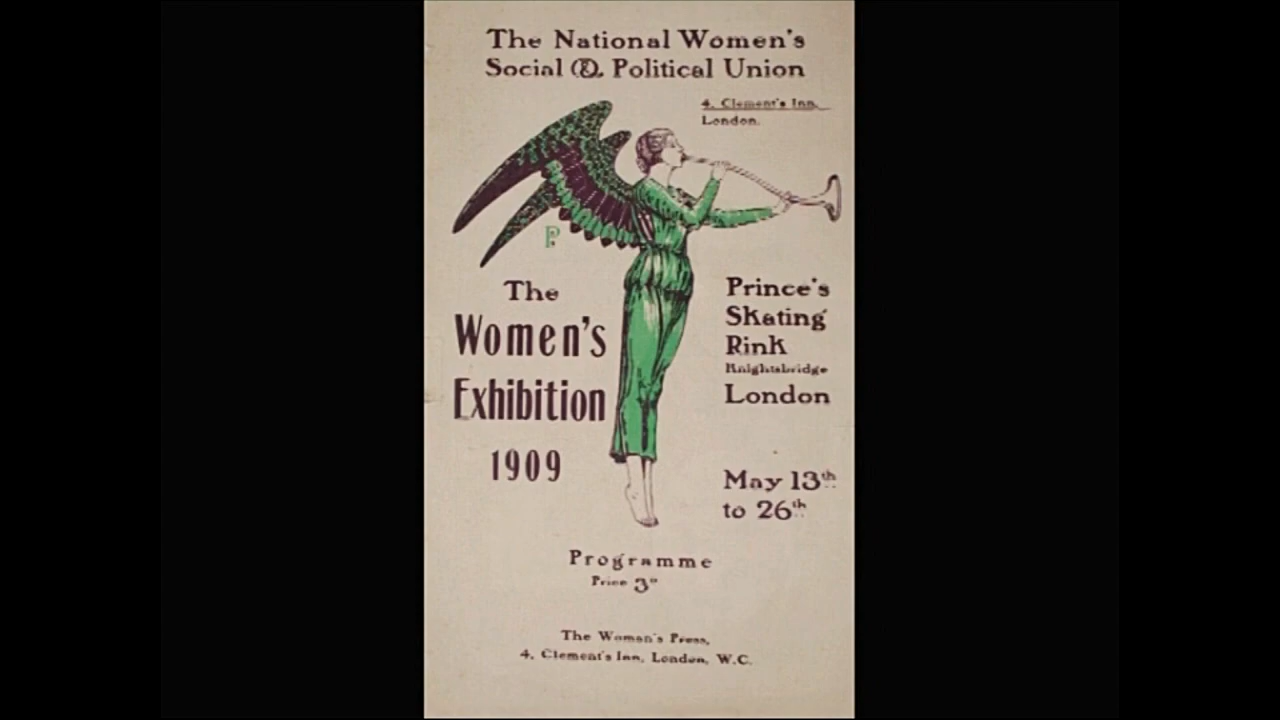 The National Women's
Social & Political Union
4, Clement's Inn,
London.
P.
The
Women's
Exhibition
1909
Prince's
Skating
Rink
Knightsbridge
London
May 13th
to 26th
Programme
Price 3d
The Woman's Press,
4, Clement's Inn, London, W.C.